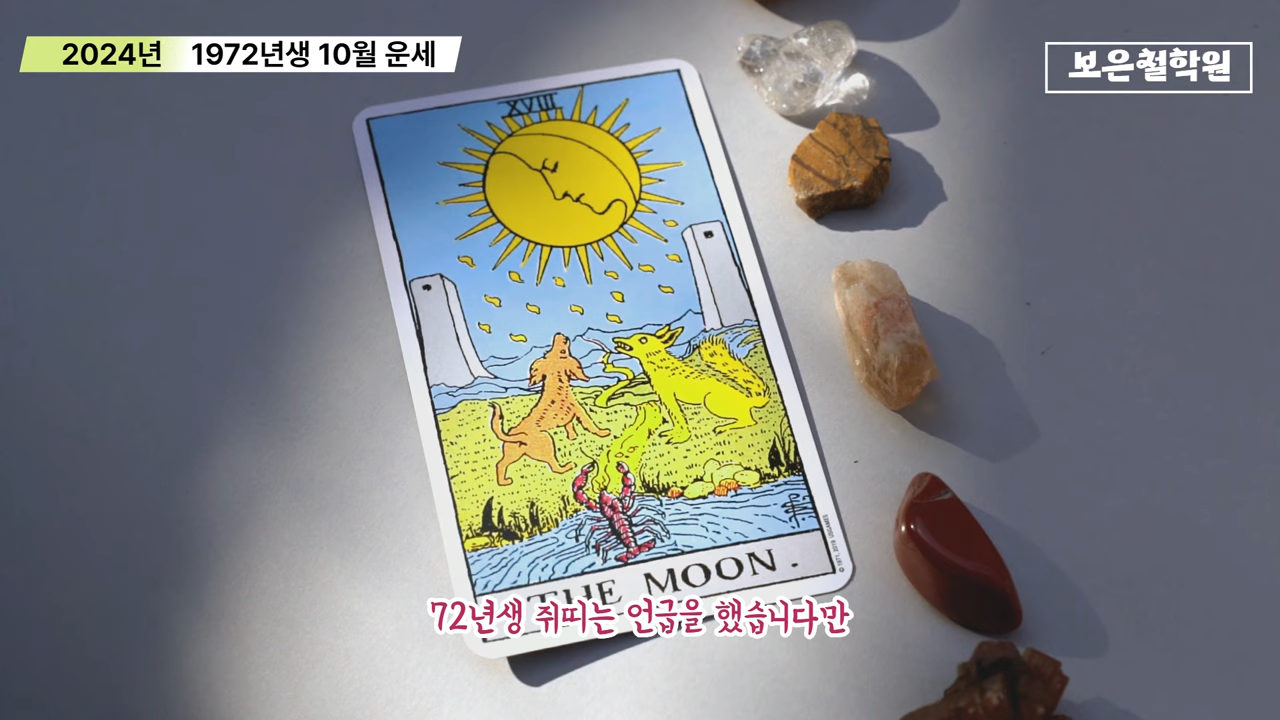 2024년 1972년생 10월 운세
보은철학원
XVIII
THE MOON.
72년생 쥐띠는 언급을 했습니다만